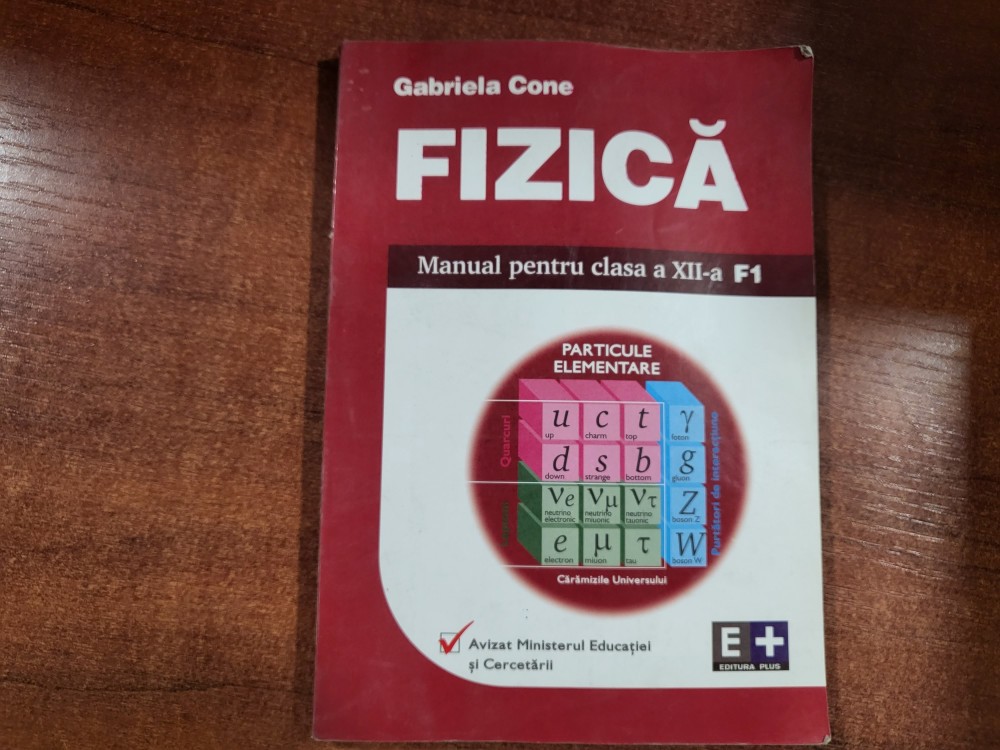 Gabriela Cone
FIZICĂ
Manual pentru clasa a XII-a F1
PARTICULE
ELEMENTARE
Quarcuri
u c t γ
up charm top foton
d s b g
down strange bottom gluon
νe νμ ντ Z
neutrino electronic neutrino miuonic neutrino tauonic boson Z
e μ τ W
electron miuon tau boson W
Purtători de interacțiune
Cărămizile Universului
Avizat Ministerul Educației
și Cercetării
E+
EDITURA PLUS